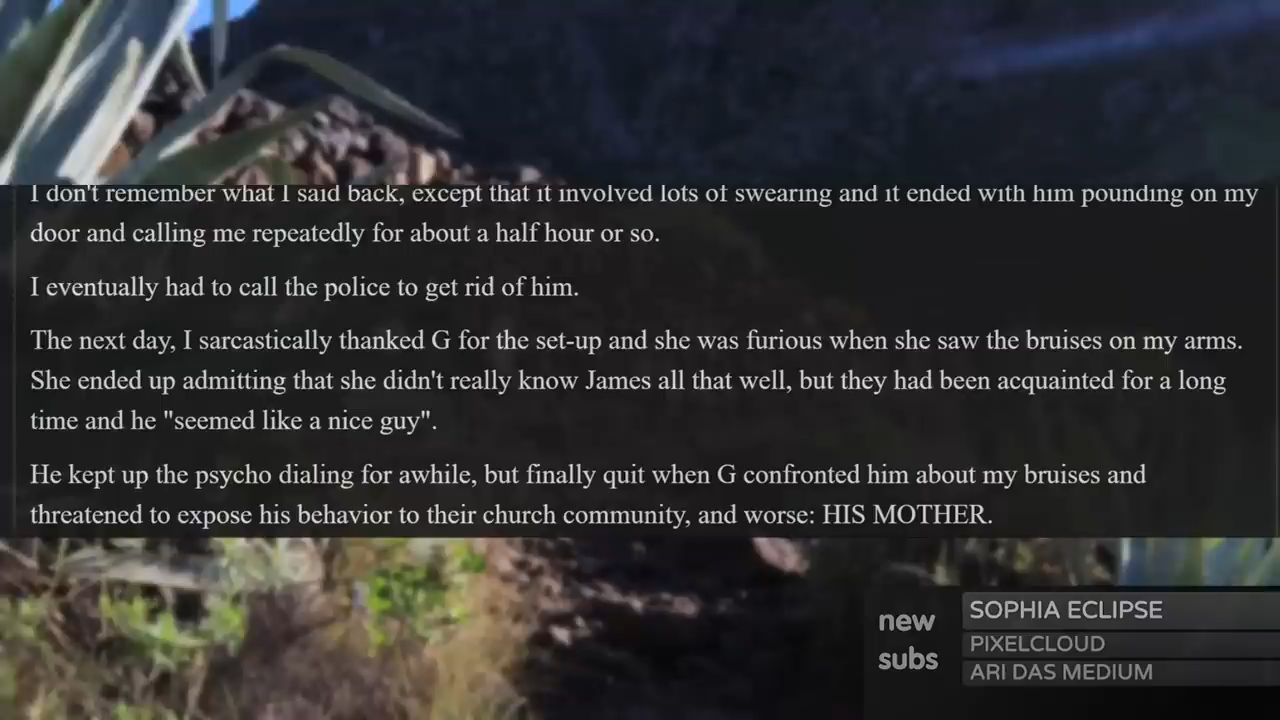 I don't remember what I said back, except that it involved lots of swearing and it ended with him pounding on my
door and calling me repeatedly for about a half hour or so.
I eventually had to call the police to get rid of him.
The next day, I sarcastically thanked G for the set-up and she was furious when she saw the bruises on my arms.
She ended up admitting that she didn't really know James all that well, but they had been acquainted for a long
time and he "seemed like a nice guy".
He kept up the psycho dialing for awhile, but finally quit when G confronted him about my bruises and
threatened to expose his behavior to their church community, and worse: HIS MOTHER.
new
subs
SOPHIA ECLIPSE
PIXELCLOUD
ARI DAS MEDIUM